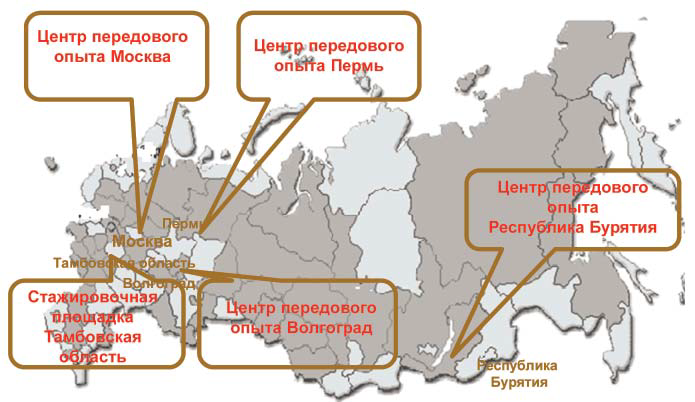 Центр передового
опыта Москва
Центр передового
опыта Пермь
Центр передового
опыта
Республика Бурятия
Пермь
Москва
Тамбовская область
Волгоград
Стажировочная
площадка
Тамбовская
область
Центр передового
опыта Волгоград
Республика
Бурятия